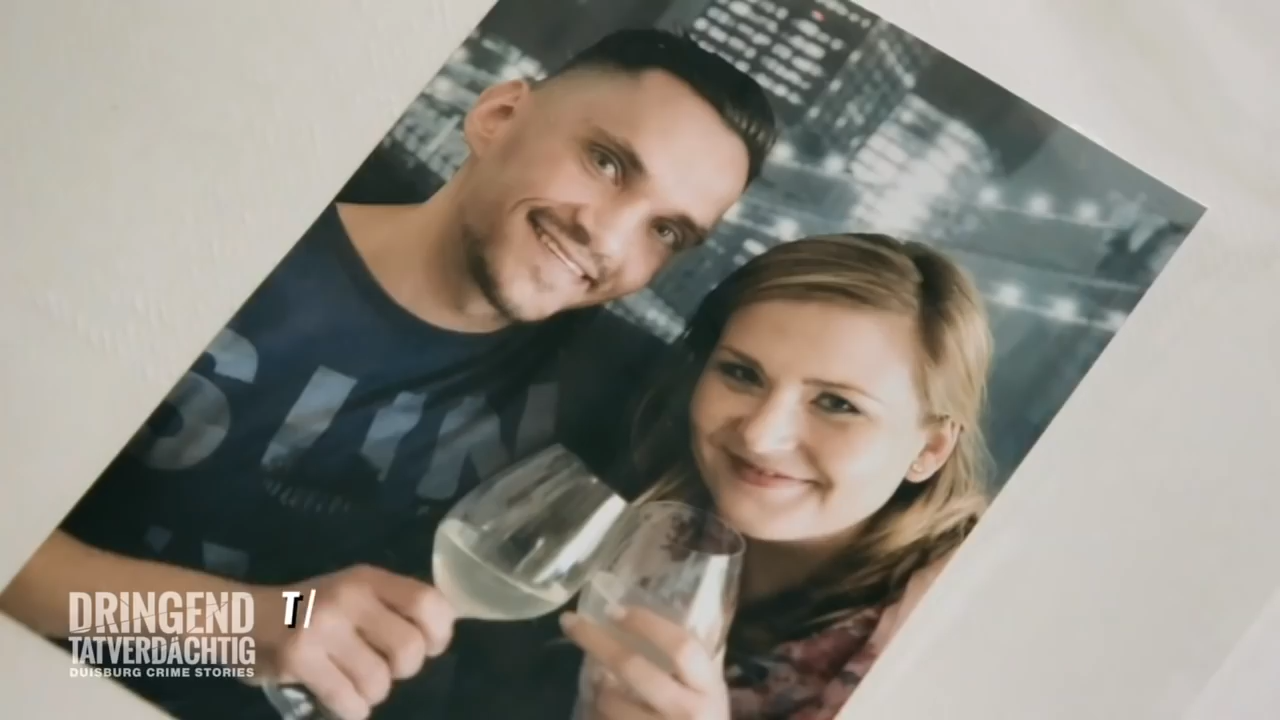 DRINGEND
TATVERDÄCHTIG
DUISBURG CRIME STORIES
T/